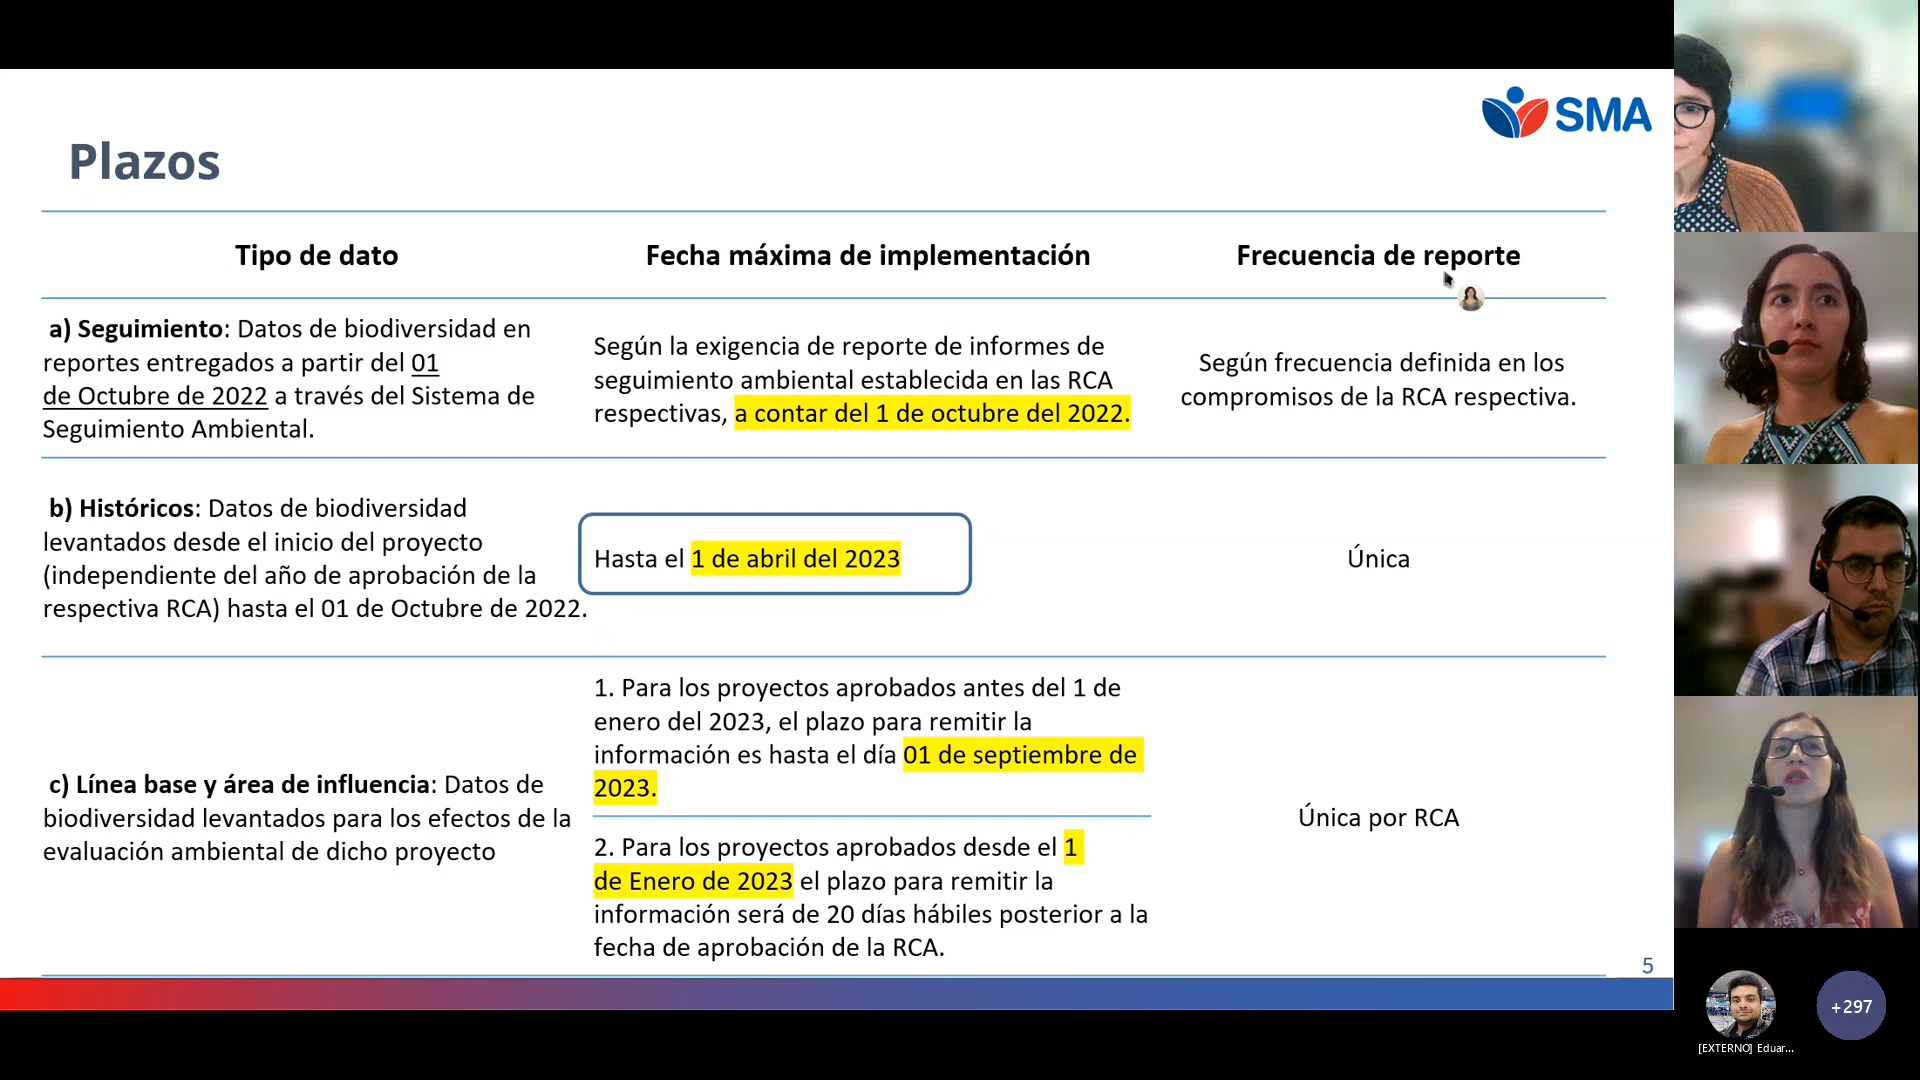 SMA
Plazos
Tipo de dato
Fecha máxima de implementación
Frecuencia de reporte
a) Seguimiento: Datos de biodiversidad en
reportes entregados a partir del 01
de Octubre de 2022 a través del Sistema de
Seguimiento Ambiental.
Según la exigencia de reporte de informes de
seguimiento ambiental establecida en las RCA
respectivas, a contar del 1 de octubre del 2022.
Según frecuencia definida en los
compromisos de la RCA respectiva.
b) Históricos: Datos de biodiversidad
levantados desde el inicio del proyecto
(independiente del año de aprobación de la
respectiva RCA) hasta el 01 de Octubre de 2022.
Hasta el 1 de abril del 2023
Única
c) Línea base y área de influencia: Datos de
biodiversidad levantados para los efectos de la
evaluación ambiental de dicho proyecto
1. Para los proyectos aprobados antes del 1 de
enero del 2023, el plazo para remitir la
información es hasta el día 01 de septiembre de
2023.
2. Para los proyectos aprobados desde el 1
de Enero de 2023 el plazo para remitir la
información será de 20 días hábiles posterior a la
fecha de aprobación de la RCA.
Única por RCA
5
+297
[EXTERNO] Eduar...